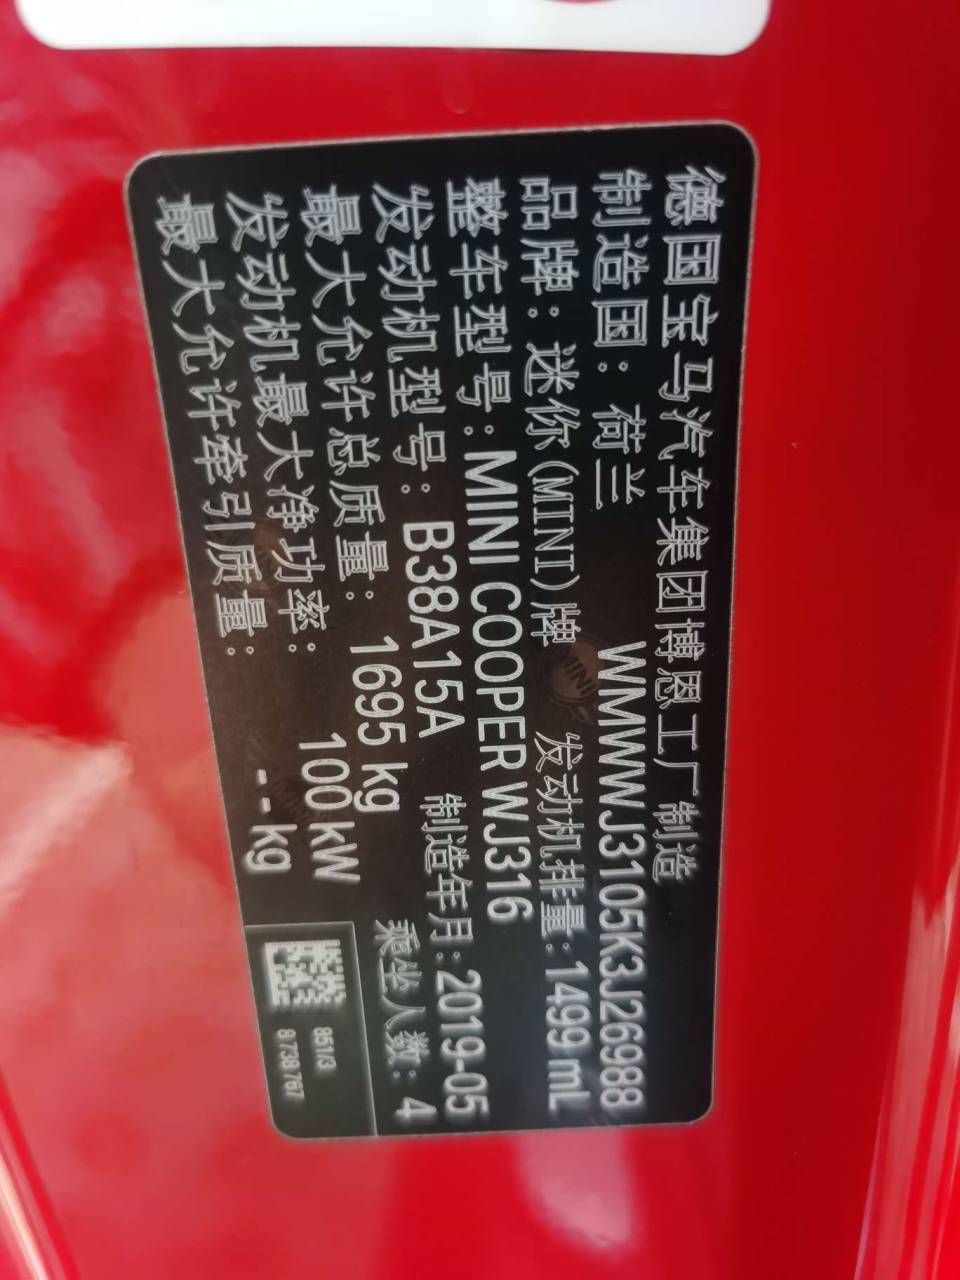 德国宝马汽车集团博恩工厂制造
制造国：荷兰 WMWWJ3105K3J26988
品牌：迷你(MINI)牌 发动机排量：1499 mL
整车型号：MINI COOPER WJ316
发动机型号：B38A15A 制造年月：2019-05
最大允许总质量：1695 kg 乘坐人数：4
发动机最大净功率：100 kW
最大允许牵引质量：-- kg
851/3
8 738 767
MINI